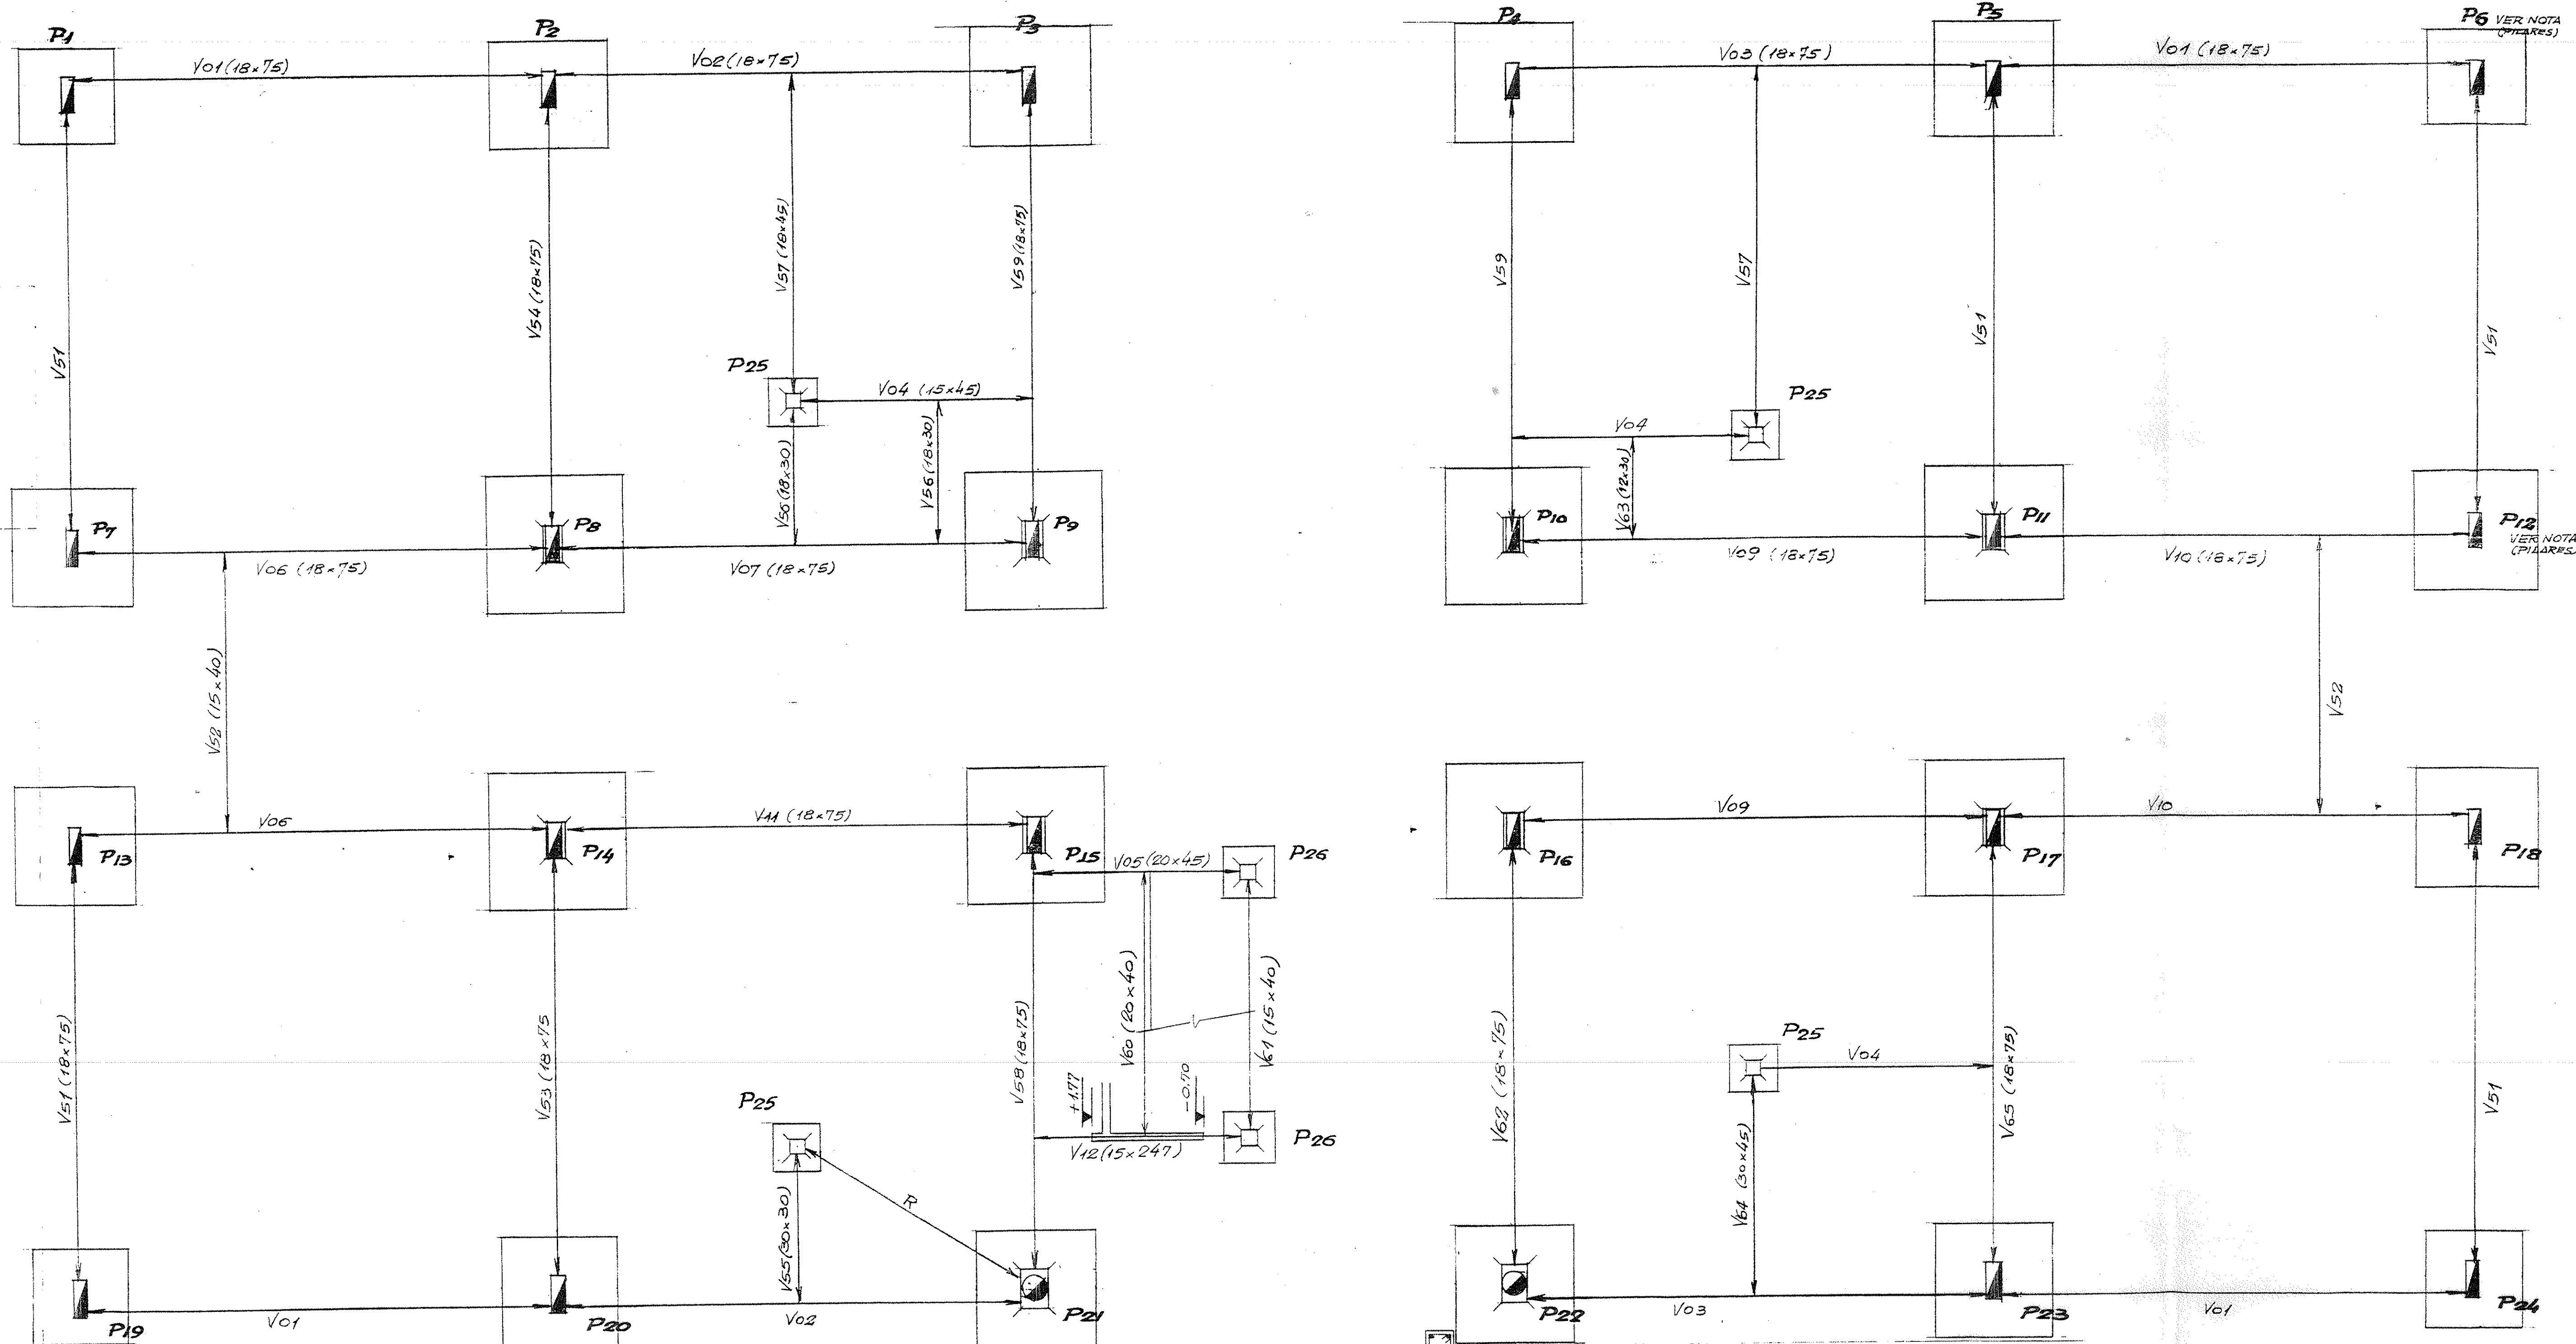 P1
P2
P3
P4
P5
P6 VER NOTA
(PILARES)
V01 (18×75)
V02 (18×75)
V03 (18×75)
V01 (18×75)
V51
V54 (18×75)
V57 (18×45)
V59 (18×75)
V59
V57
V51
V51
P25
V04 (15×45)
V56 (18×30)
V56 (18×30)
P25
V04
V63 (12×30)
P7
P8
P9
P10
P11
P12
VER NOTA
(PILARES)
V06 (18×75)
V07 (18×75)
V09 (18×75)
V10 (18×75)
V52 (15×40)
V52
V06
V11 (18×75)
V09
V10
P13
P14
P15
V05 (20×45)
P26
P16
P17
P18
V51 (18×75)
V53 (18×75
V58 (18×75)
V60 (20×40)
V61 (15×40)
V62 (18×75)
P25
V04
V65 (18×75)
V51
+1.77
-0.70
P25
V12 (15×247)
P26
R
V55 (30×30)
V64 (30×45)
P19
V01
P20
V02
P21
P22
V03
P23
V01
P24